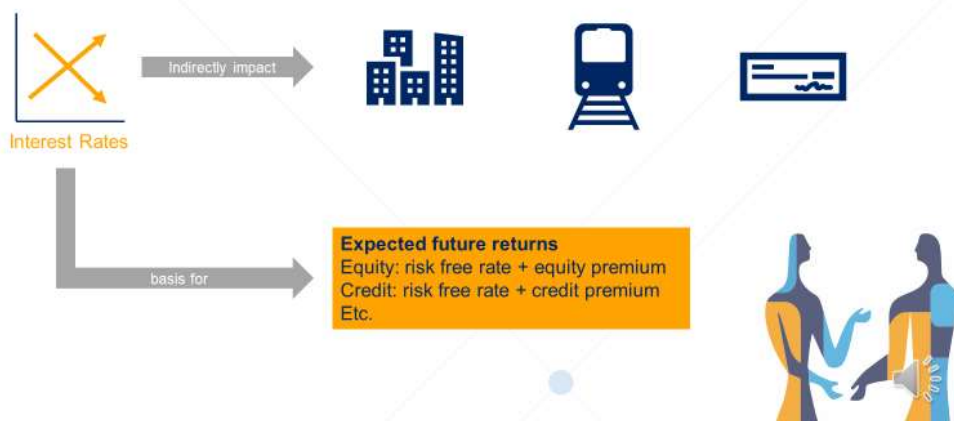 Indirectly impact
Interest Rates
basis for
Expected future returns
Equity: risk free rate + equity premium
Credit: risk free rate + credit premium
Etc.